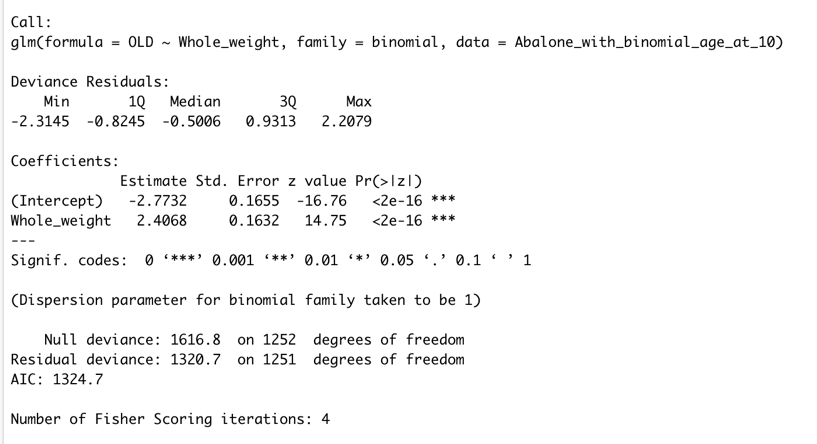 Call:
glm(formula = OLD ~ Whole_weight, family = binomial, data = Abalone_with_binomial_age_at_10)
Deviance Residuals:
Min 1Q Median 3Q Max
-2.3145 -0.8245 -0.5006 0.9313 2.2079
Coefficients:
Estimate Std. Error z value Pr(>|z|)
(Intercept) -2.7732 0.1655 -16.76 <2e-16 ***
Whole_weight 2.4068 0.1632 14.75 <2e-16 ***
---
Signif. codes: 0 ‘***’ 0.001 ‘**’ 0.01 ‘*’ 0.05 ‘.’ 0.1 ‘ ’ 1
(Dispersion parameter for binomial family taken to be 1)
Null deviance: 1616.8 on 1252 degrees of freedom
Residual deviance: 1320.7 on 1251 degrees of freedom
AIC: 1324.7
Number of Fisher Scoring iterations: 4